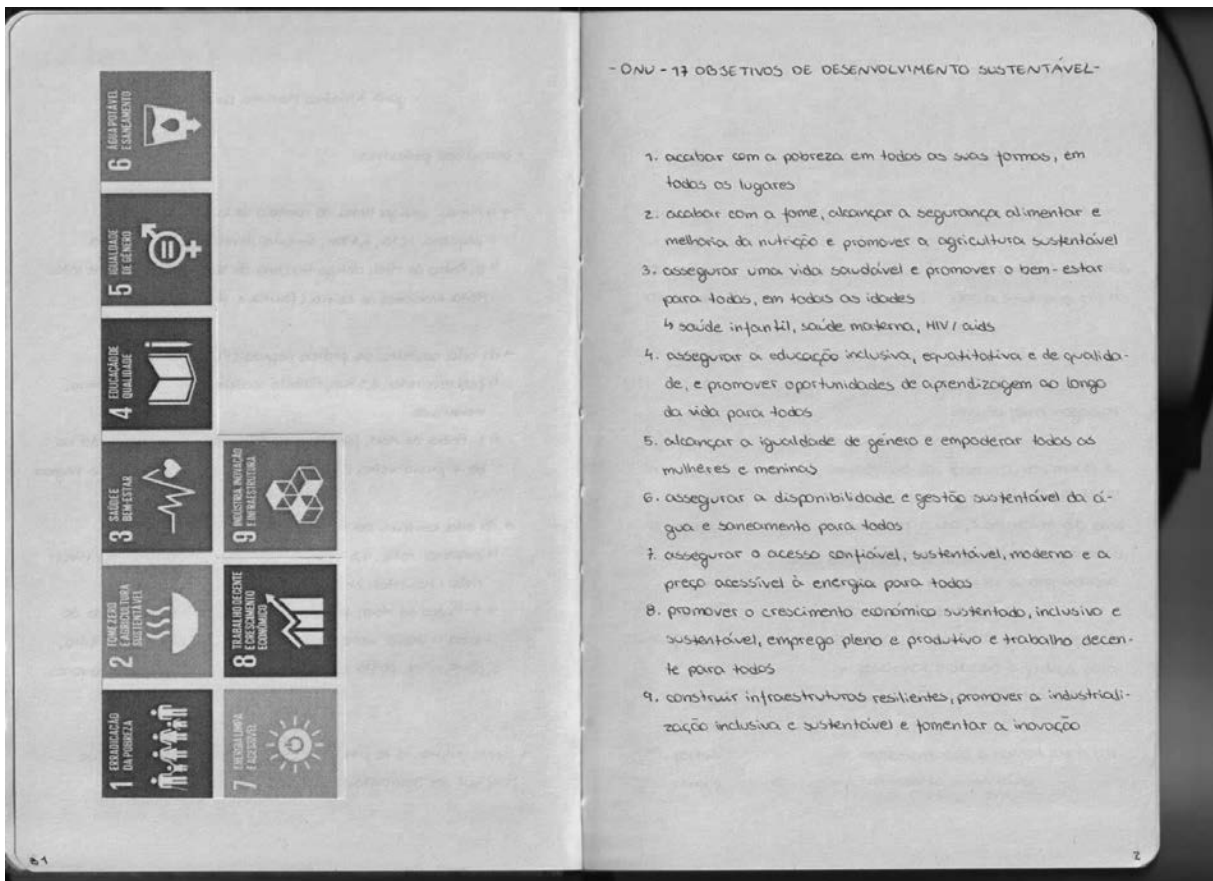 1 ERRADICAÇÃO
DA POBREZA
2 FOME ZERO
E AGRICULTURA
SUSTENTÁVEL
3 SAÚDE E
BEM-ESTAR
4 EDUCAÇÃO DE
QUALIDADE
5 IGUALDADE
DE GÊNERO
6 ÁGUA POTÁVEL
E SANEAMENTO
7 ENERGIA LIMPA
E ACESSÍVEL
8 TRABALHO DECENTE
E CRESCIMENTO
ECONÔMICO
9 INDÚSTRIA, INOVAÇÃO
E INFRAESTRUTURA
- ONU - 17 OBJETIVOS DE DESENVOLVIMENTO SUSTENTÁVEL-
1. acabar com a pobreza em todas as suas formas, em
todos os lugares
2. acabar com a fome, alcançar a segurança alimentar e
melhoria da nutrição e promover a agricultura sustentável
3. assegurar uma vida saudável e promover o bem-estar
para todos, em todas as idades
↳ saúde infantil, saúde materna, HIV/aids
4. assegurar a educação inclusiva, equatitativa e de qualida-
de, e promover oportunidades de aprendizagem ao longo
da vida para todos
5. alcançar a igualdade de gênero e empoderar todas as
mulheres e meninas
6. assegurar a disponibilidade e gestão sustentável da á-
gua e saneamento para todos
7. assegurar o acesso confiável, sustentável, moderno e a
preço acessível à energia para todos
8. promover o crescimento econômico sustentado, inclusivo e
sustentável, emprego pleno e produtivo e trabalho decen-
te para todos
9. construir infraestruturas resilientes, promover a industriali-
zação inclusiva e sustentável e fomentar a inovação
2